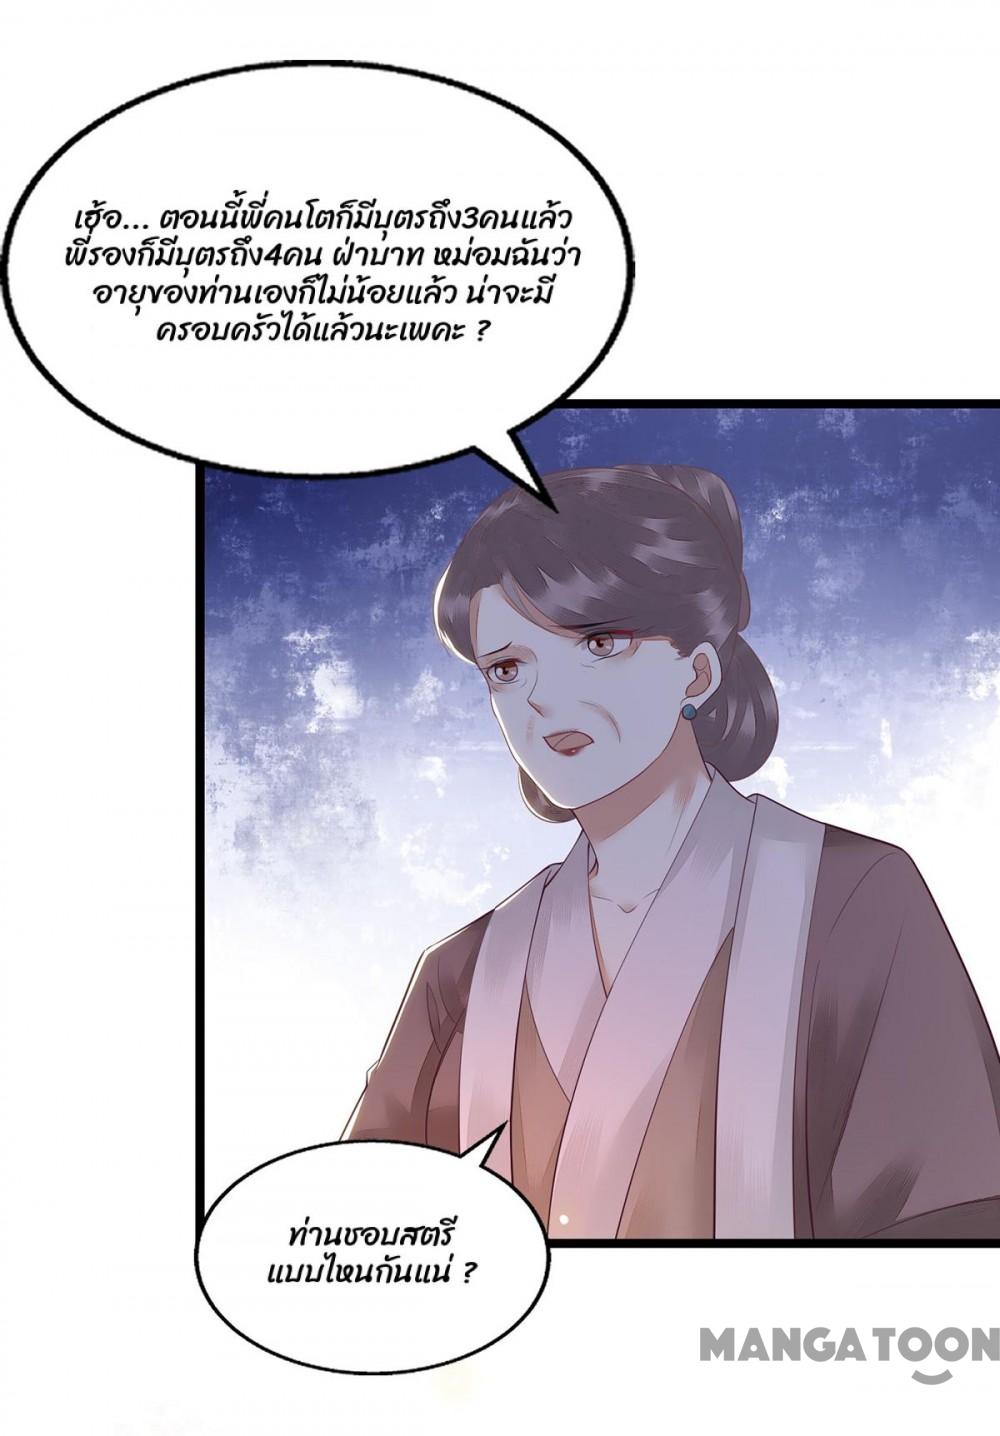 เฮ้อ... ตอนนี้พี่คนโตก็มีบุตรถึง3คนแล้ว
พี่รองก็มีบุตรถึง4คน ฝ่าบาท หม่อมฉันว่า
อายุของท่านเองก็ไม่น้อยแล้ว น่าจะมี
ครอบครัวได้แล้วนะเพคะ ?
ท่านชอบสตรี
แบบไหนกันแน่ ?
MANGATOON